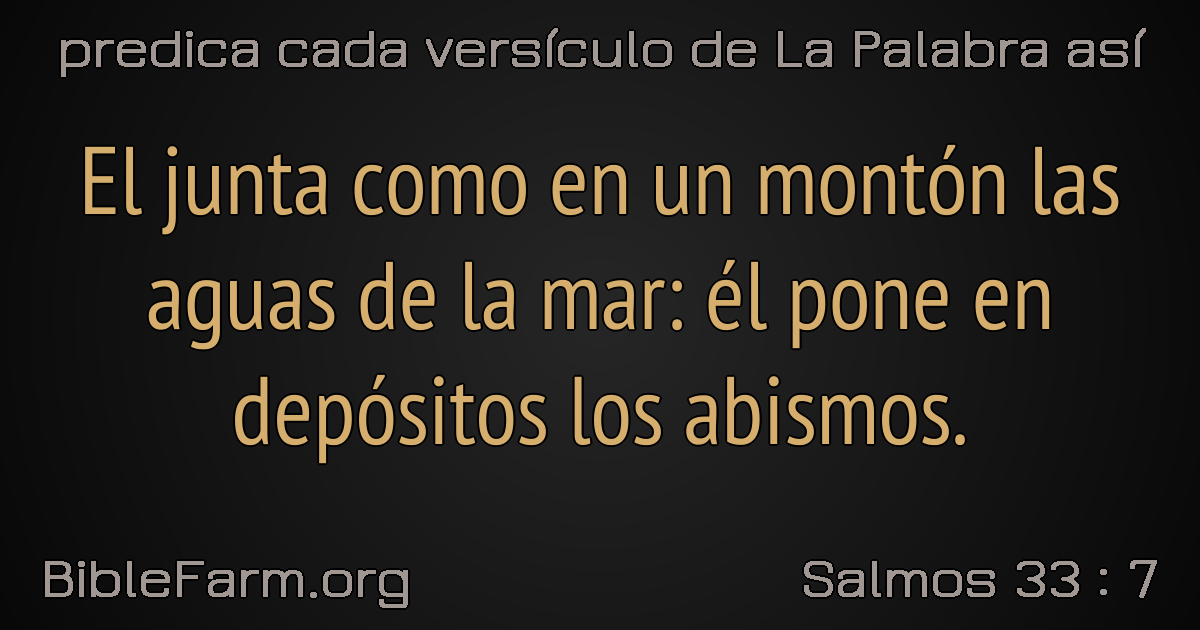 predica cada versículo de La Palabra así
El junta como en un montón las
aguas de la mar: él pone en
depósitos los abismos.
BibleFarm.org
Salmos 33 : 7